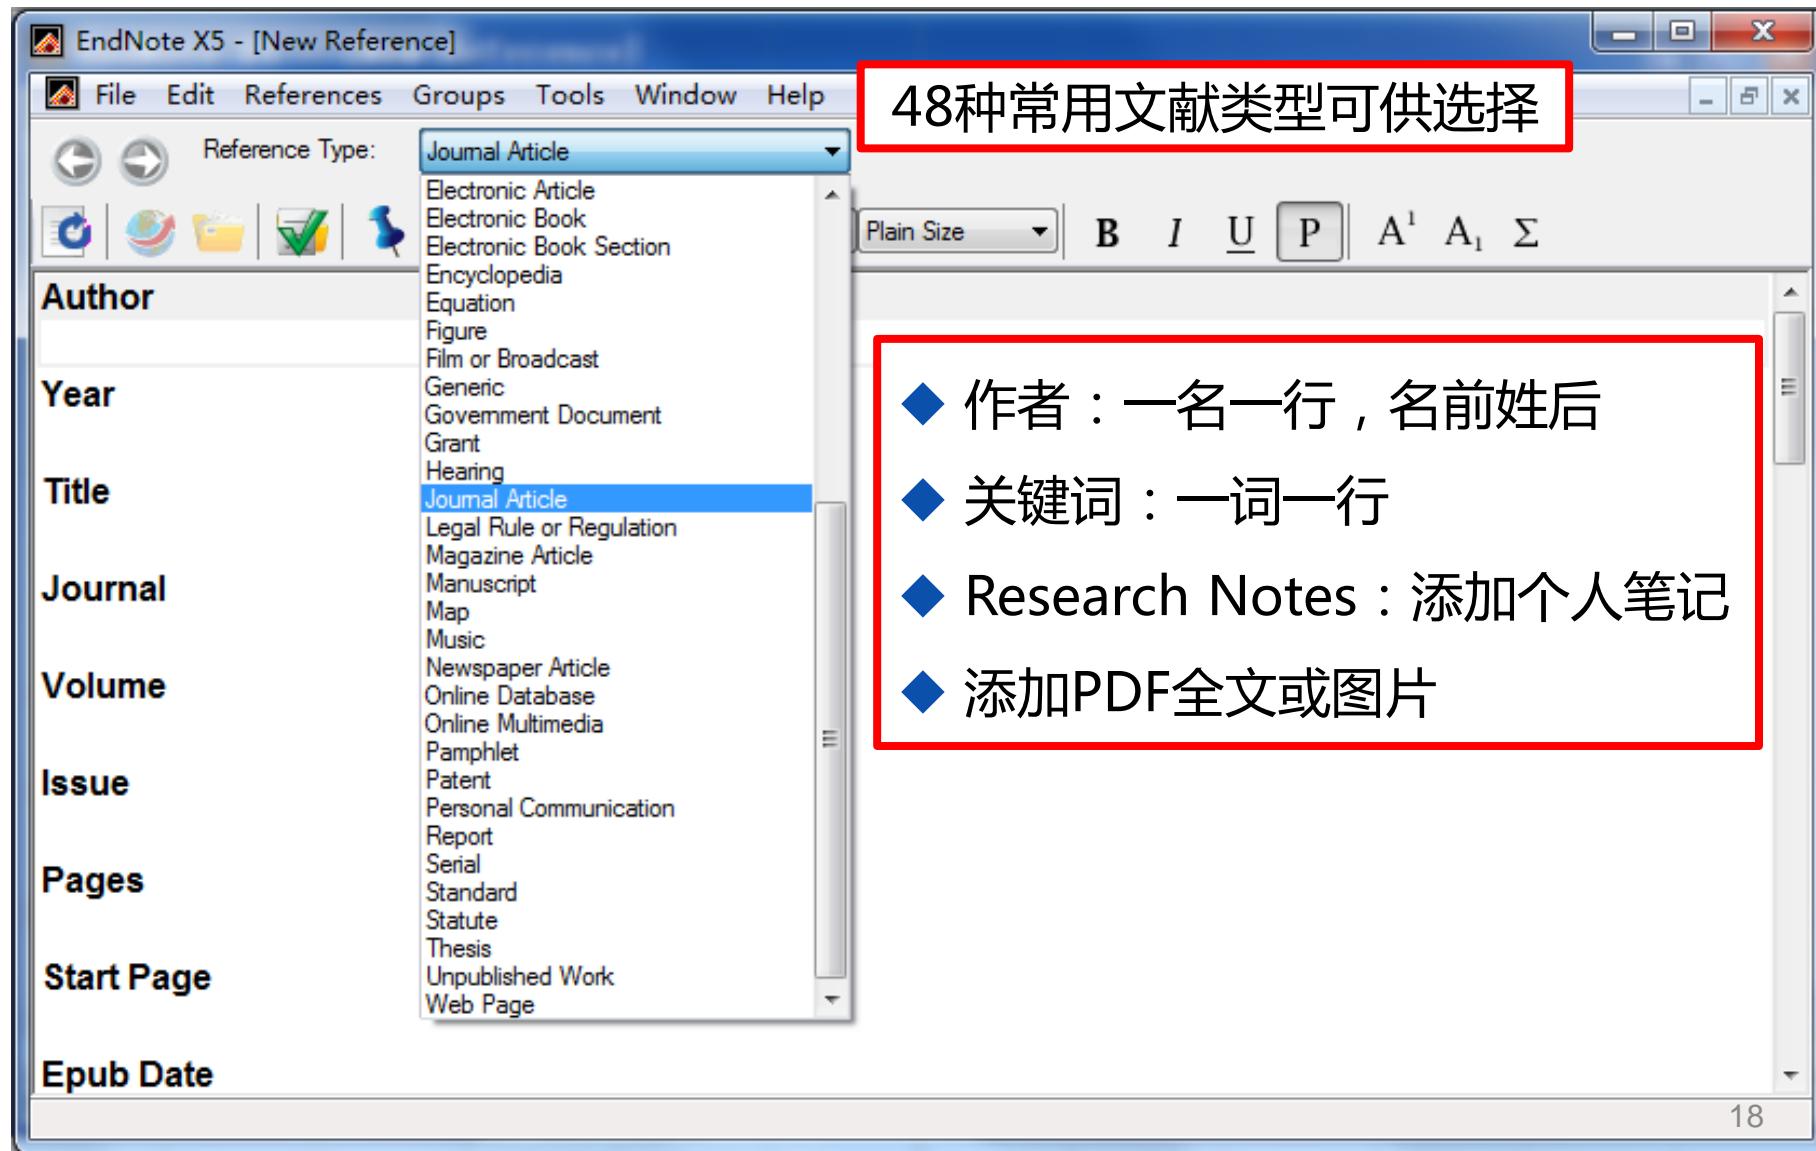 EndNote X5 - [New Reference]
File Edit References Groups Tools Window Help
48种常用文献类型可供选择
Reference Type: Journal Article
Plain Size B I U P A¹ A₁ Σ
Electronic Article
Electronic Book
Electronic Book Section
Encyclopedia
Equation
Figure
Film or Broadcast
Generic
Government Document
Grant
Hearing
Journal Article
Legal Rule or Regulation
Magazine Article
Manuscript
Map
Music
Newspaper Article
Online Database
Online Multimedia
Pamphlet
Patent
Personal Communication
Report
Serial
Standard
Statute
Thesis
Unpublished Work
Web Page
Author
Year
Title
Journal
Volume
Issue
Pages
Start Page
Epub Date
作者：一名一行，名前姓后
关键词：一词一行
Research Notes：添加个人笔记
添加PDF全文或图片
18